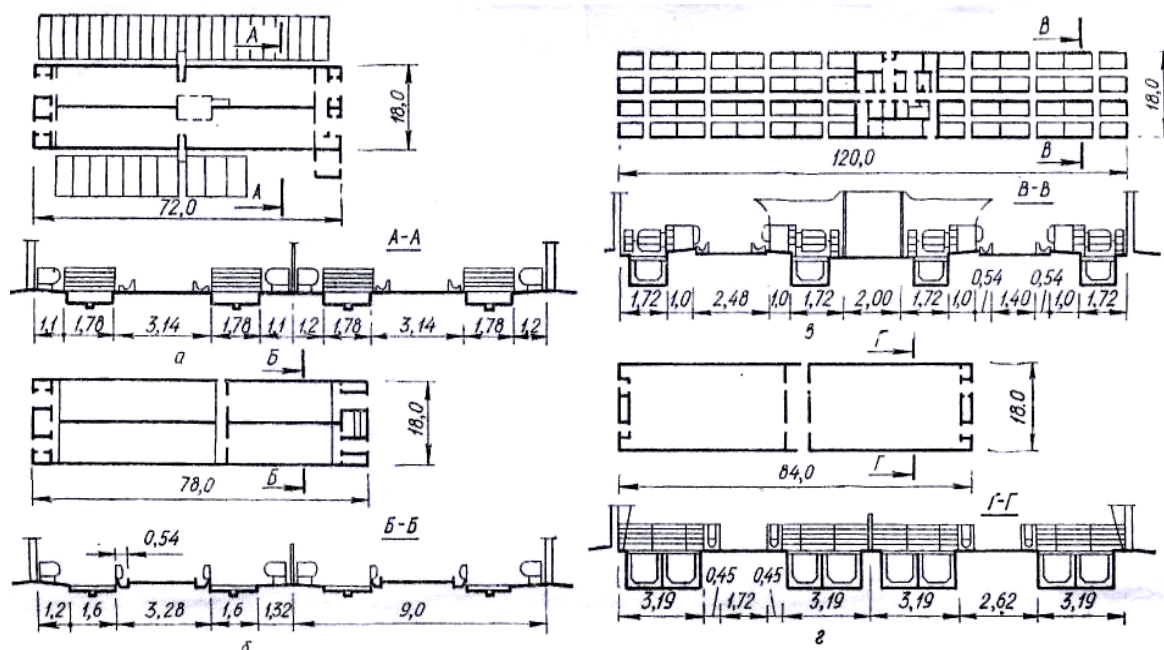 А
18,0
А
72,0
А-А
1,1 1,78 3,14 1,78 1,1 1,2 1,78 3,14 1,78 1,2
а
Б
18,0
Б
78,0
Б-Б
0,54
1,2 1,6 3,28 1,6 1,32 9,0
б
В
18,0
В
120,0
В-В
0,54 0,54
1,72 1,0 2,48 1,0 1,72 2,00 1,72 1,0 1,40 1,0 1,72
в
Г
18.0
Г
84,0
Г-Г
0,45 0,45
3,19 1,72 3,19 3,19 2,62 3,19
г